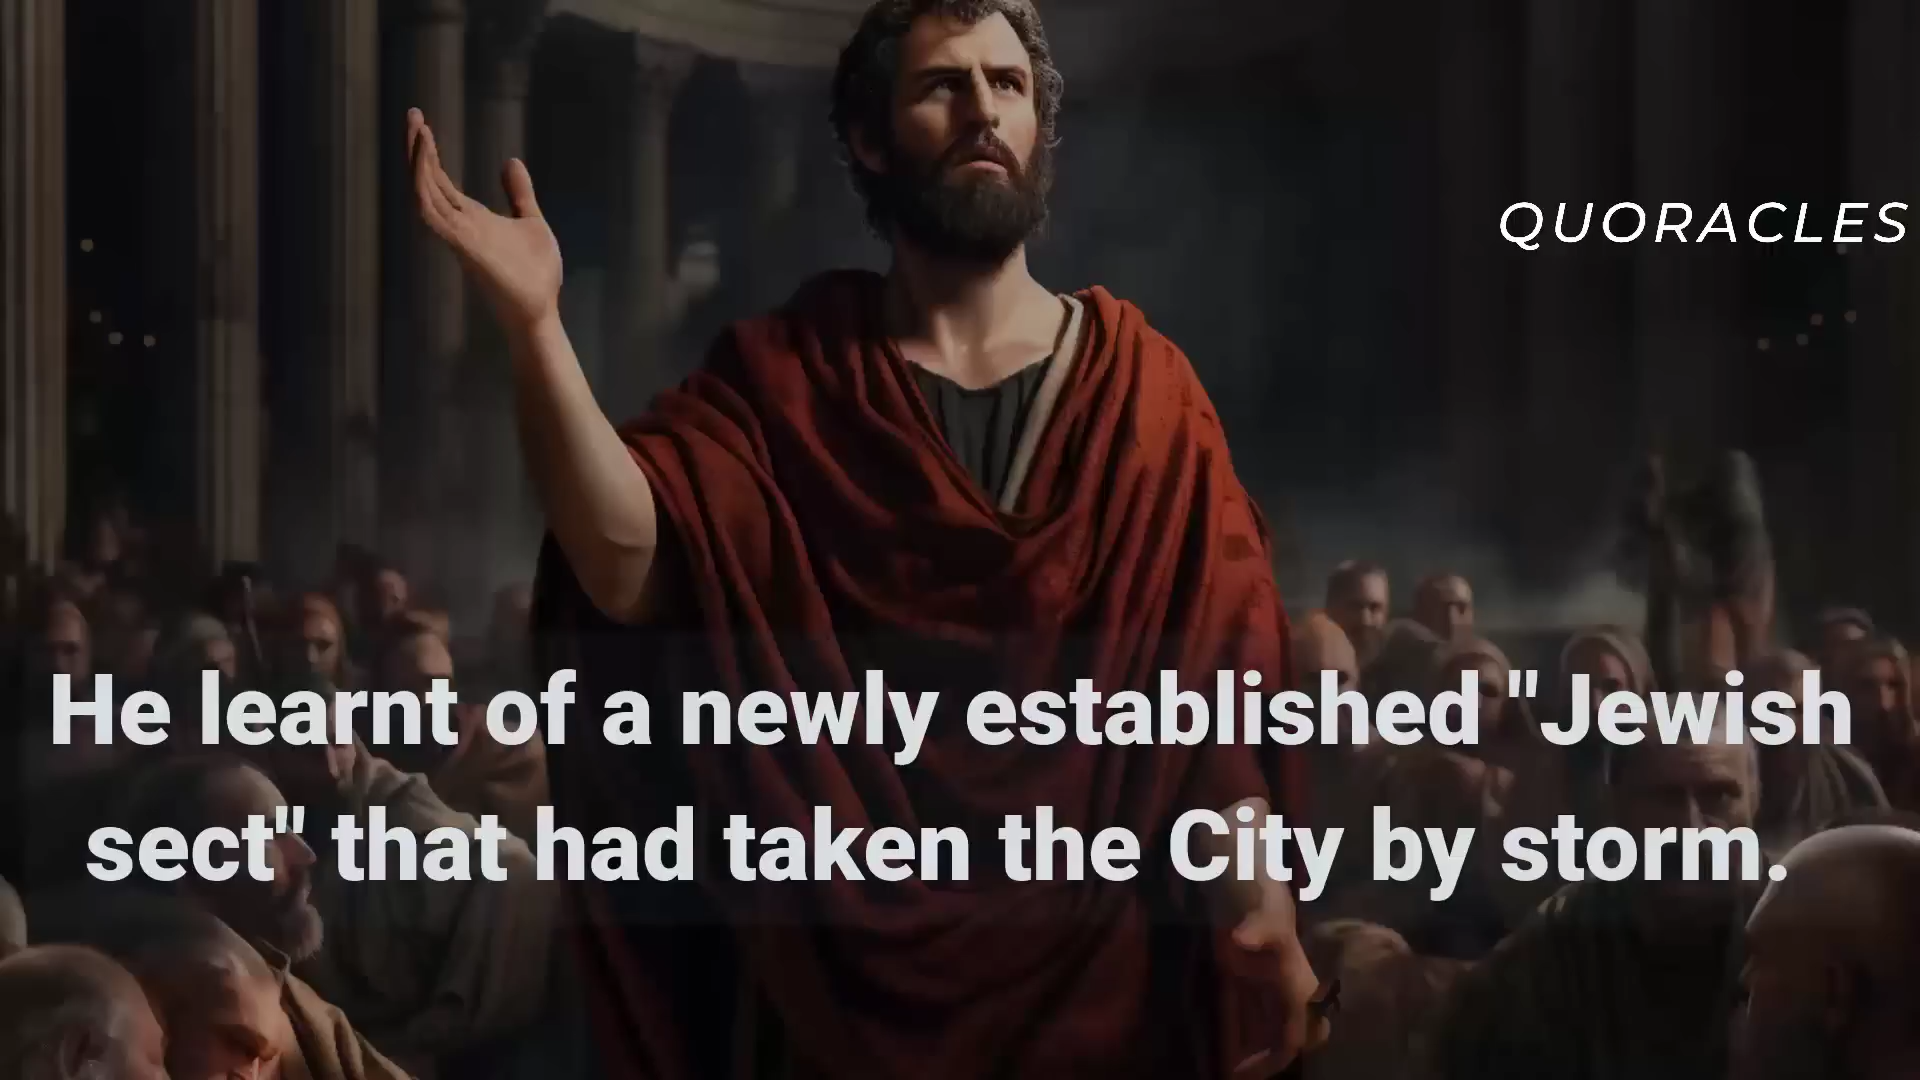 QUORACLES
He learnt of a newly established "Jewish
sect" that had taken the City by storm.